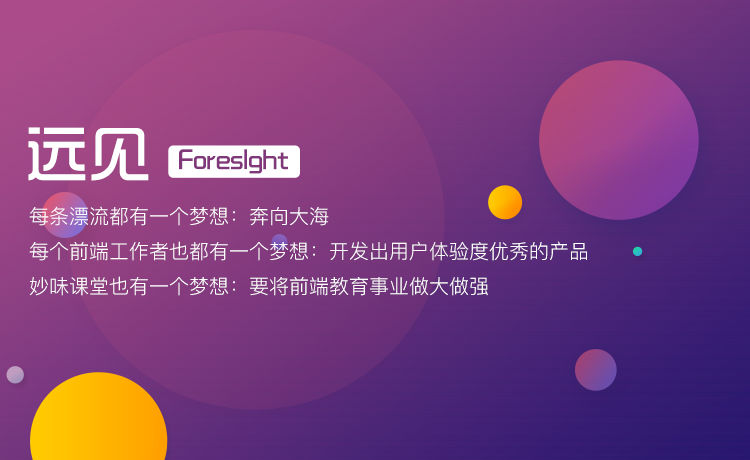 远见 Foresight
每条漂流都有一个梦想：奔向大海
每个前端工作者也都有一个梦想：开发出用户体验度优秀的产品
妙味课堂也有一个梦想：要将前端教育事业做大做强